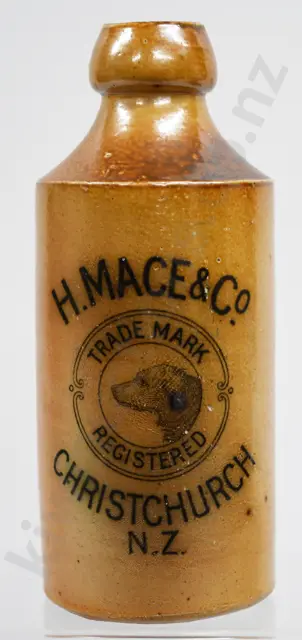 H. MACE & Co
TRADE MARK
REGISTERED
CHRISTCHURCH
N.Z.